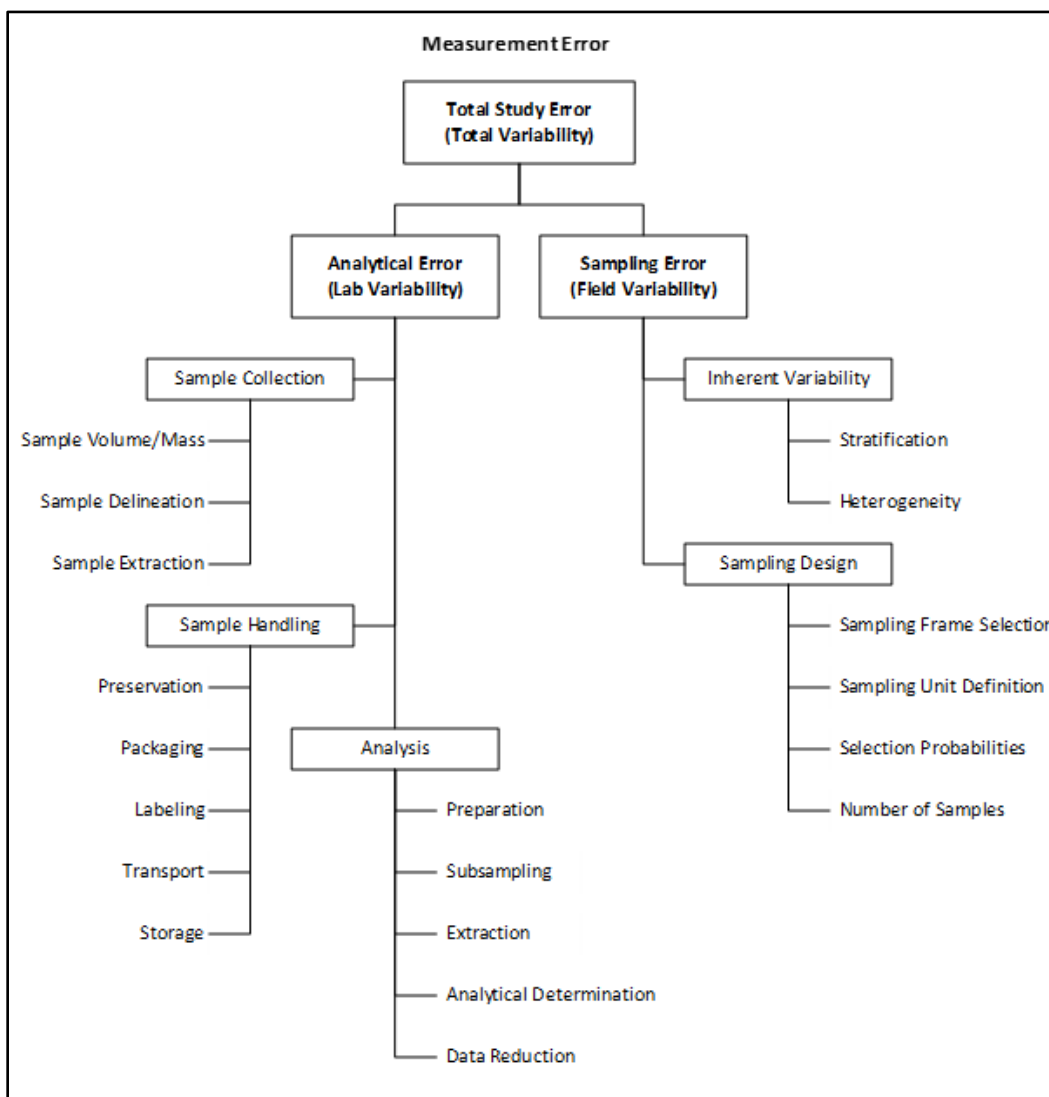 Measurement Error
Total Study Error
(Total Variability)
Analytical Error
(Lab Variability)
Sampling Error
(Field Variability)
Sample Collection
Sample Volume/Mass
Sample Delineation
Sample Extraction
Sample Handling
Preservation
Packaging
Labeling
Transport
Storage
Analysis
Preparation
Subsampling
Extraction
Analytical Determination
Data Reduction
Inherent Variability
Stratification
Heterogeneity
Sampling Design
Sampling Frame Selection
Sampling Unit Definition
Selection Probabilities
Number of Samples